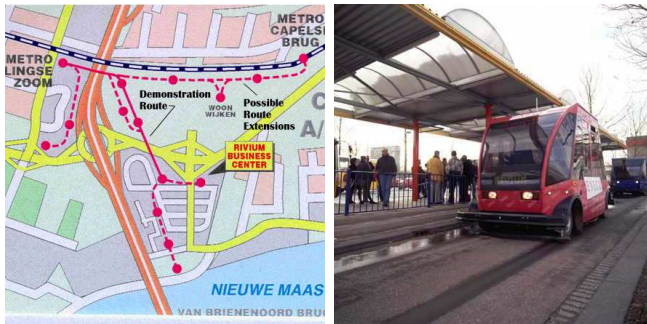 METRO
CAPELSE
BRUG
METRO
LINGSE
ZOOM
Demonstration
Route
WOON
WIJKEN
Possible
Route
Extensions
C
A/
RIVIUM
BUSINESS
CENTER
NIEUWE MAAS
VAN BRIENENOORD BRUG